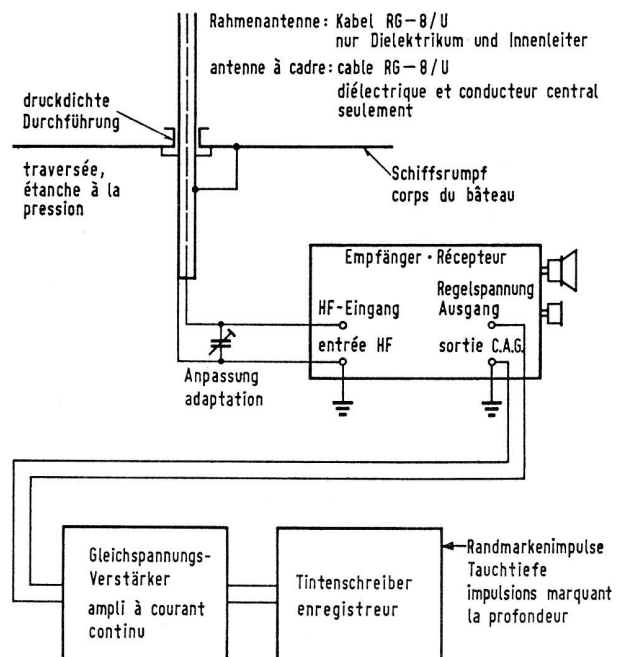 Rahmenantenne: Kabel RG-8/U
nur Dielektrikum und Innenleiter
antenne à cadre: cable RG-8/U
diélectrique et conducteur central
seulement
druckdichte
Durchführung
traversée,
étanche à la
pression
Schiffsrumpf
corps du bâteau
Empfänger · Récepteur
Regelspannung
HF-Eingang Ausgang
entrée HF sortie C.A.G.
Anpassung
adaptation
Gleichspannungs-
Verstärker
ampli à courant
continu
Tintenschreiber
enregistreur
Randmarkenimpulse
Tauchtiefe
impulsions marquant
la profondeur